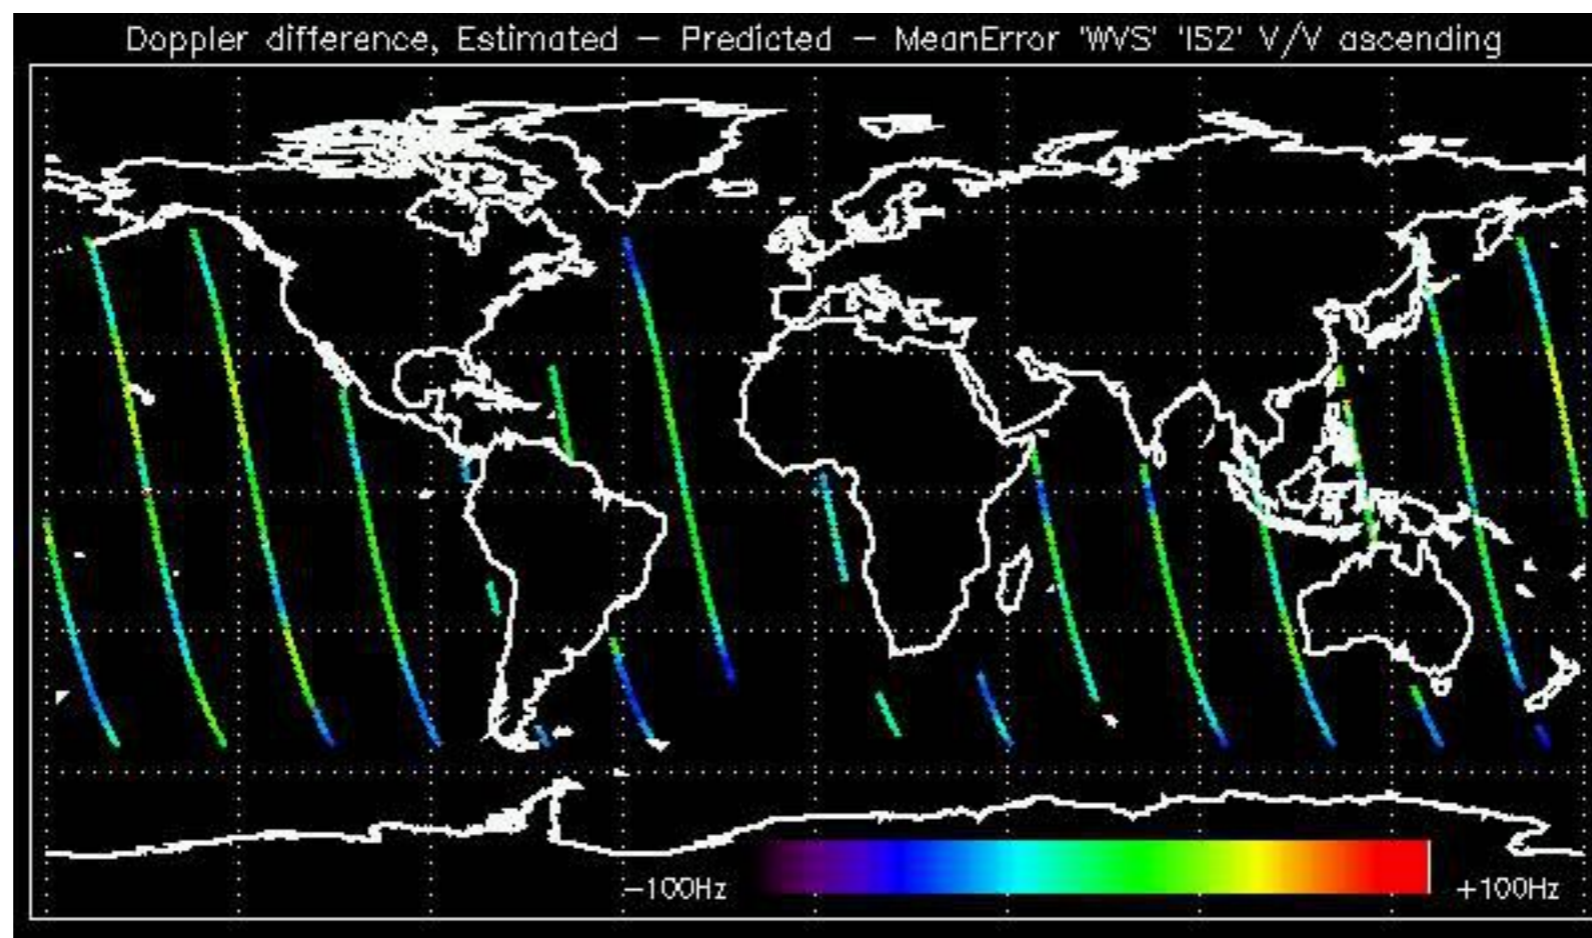 Doppler difference, Estimated – Predicted – MeanError 'WVS' 'IS2' V/V ascending
–100Hz
+100Hz